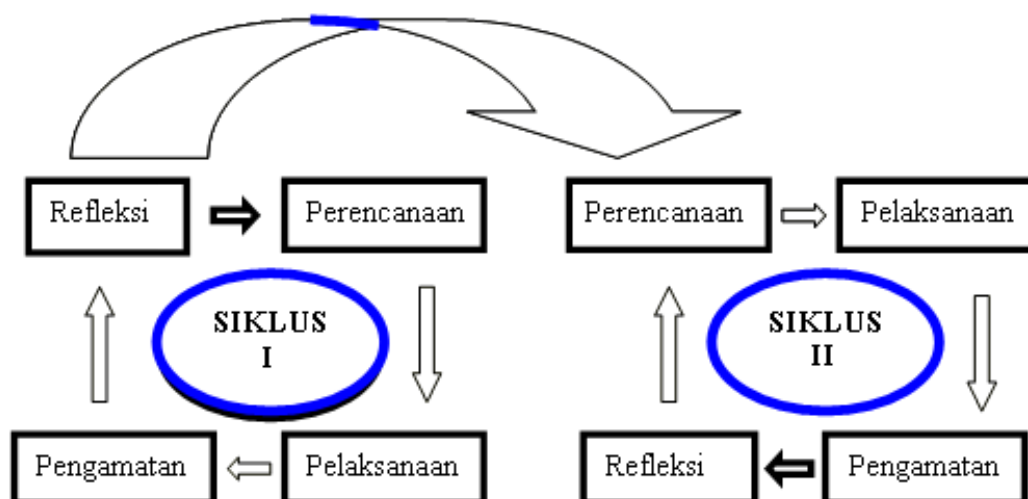 Refleksi
Perencanaan
Perencanaan
Pelaksanaan
SIKLUS
I
SIKLUS
II
Pengamatan
Pelaksanaan
Refleksi
Pengamatan